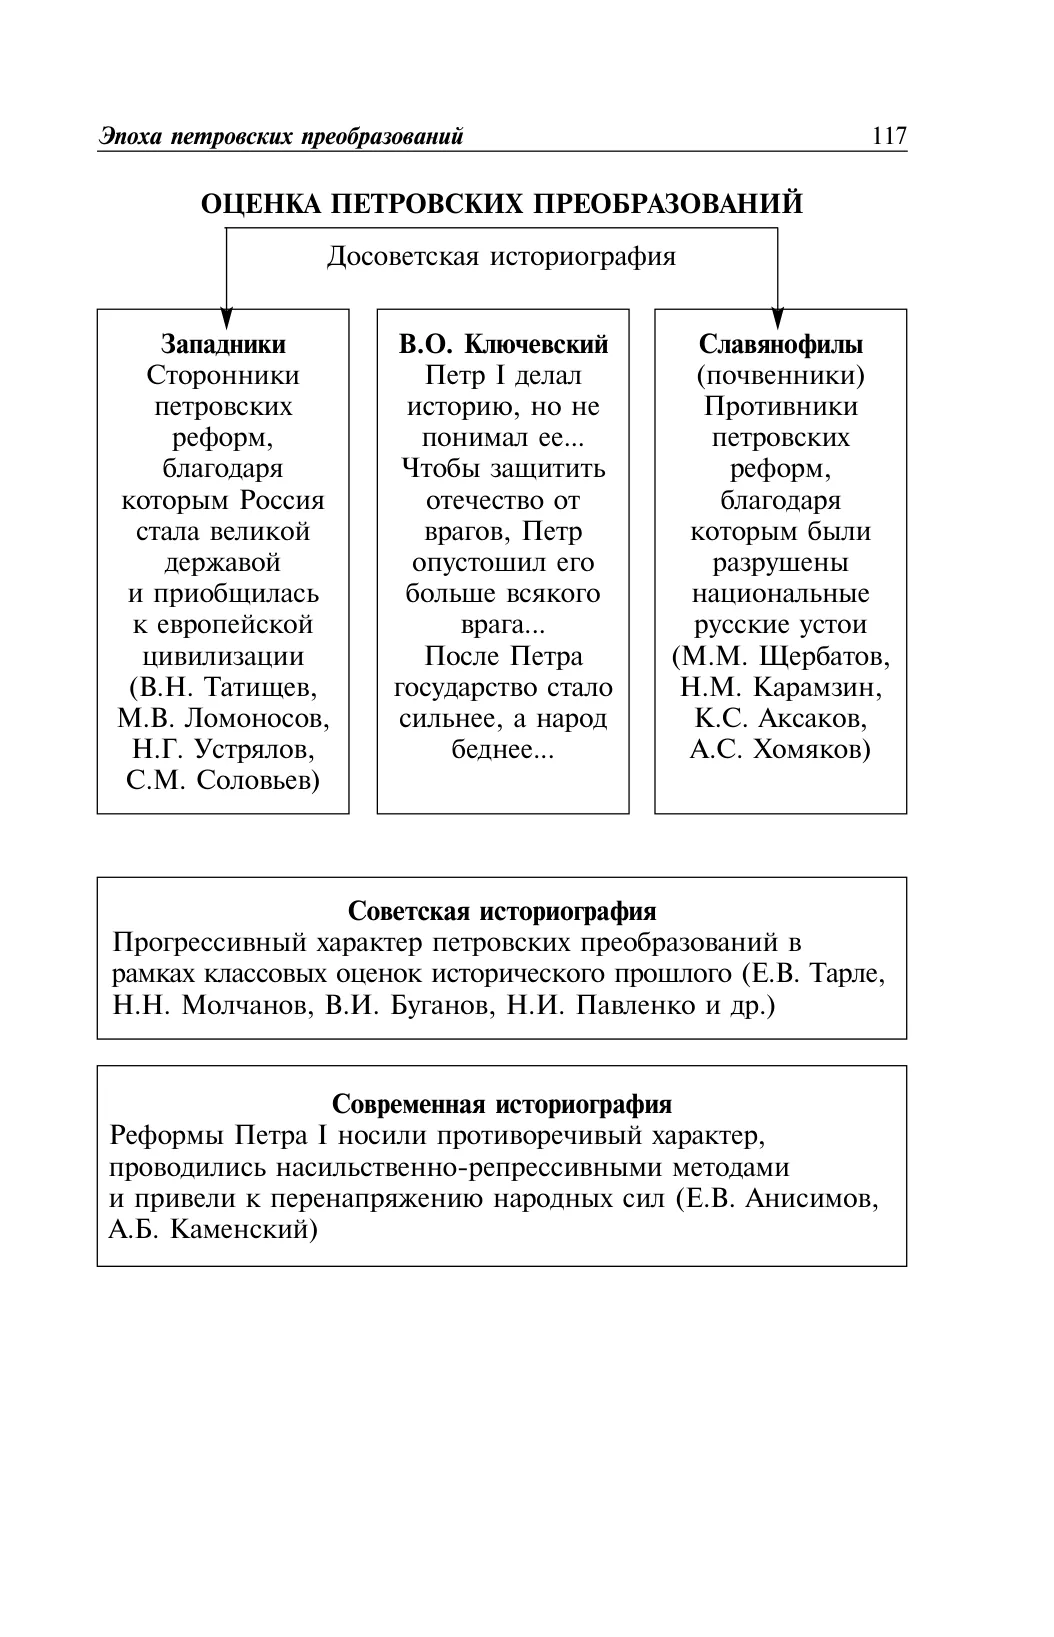 Эпоха петровских преобразований 117
ОЦЕНКА ПЕТРОВСКИХ ПРЕОБРАЗОВАНИЙ
Досоветская историография
Западники
Сторонники
петровских
реформ,
благодаря
которым Россия
стала великой
державой
и приобщилась
к европейской
цивилизации
(В.Н. Татищев,
М.В. Ломоносов,
Н.Г. Устрялов,
С.М. Соловьев)
В.О. Ключевский
Петр I делал
историю, но не
понимал ее...
Чтобы защитить
отечество от
врагов, Петр
опустошил его
больше всякого
врага...
После Петра
государство стало
сильнее, а народ
беднее...
Славянофилы
(почвенники)
Противники
петровских
реформ,
благодаря
которым были
разрушены
национальные
русские устои
(М.М. Щербатов,
Н.М. Карамзин,
К.С. Аксаков,
А.С. Хомяков)
Советская историография
Прогрессивный характер петровских преобразований в
рамках классовых оценок исторического прошлого (Е.В. Тарле,
Н.Н. Молчанов, В.И. Буганов, Н.И. Павленко и др.)
Современная историография
Реформы Петра I носили противоречивый характер,
проводились насильственно-репрессивными методами
и привели к перенапряжению народных сил (Е.В. Анисимов,
А.Б. Каменский)